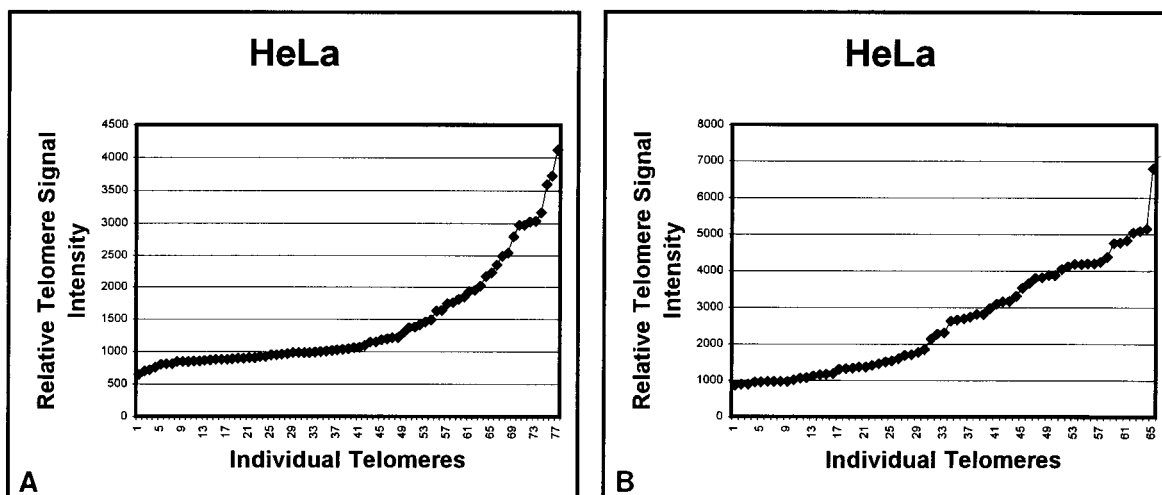 HeLa
Relative Telomere Signal
Intensity
4500
4000
3500
3000
2500
2000
1500
1000
500
0
1 5 9 13 17 21 25 29 33 37 41 45 49 53 57 61 65 69 73 77
Individual Telomeres
A
HeLa
Relative Telomere Signal
Intensity
8000
7000
6000
5000
4000
3000
2000
1000
0
1 5 9 13 17 21 25 29 33 37 41 45 49 53 57 61 65
Individual Telomeres
B